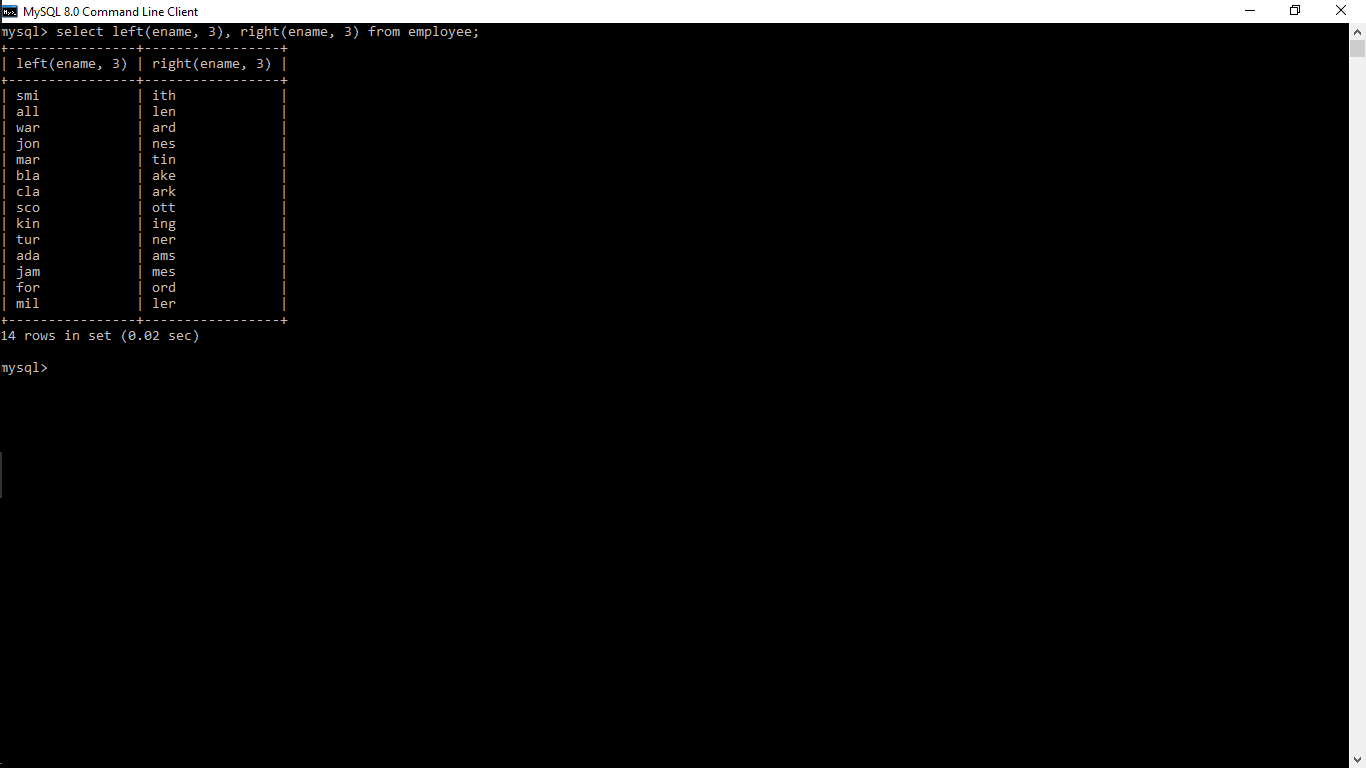 MySQL 8.0 Command Line Client
mysql> select left(ename, 3), right(ename, 3) from employee;
+----------------+-----------------+
| left(ename, 3) | right(ename, 3) |
+----------------+-----------------+
| smi            | ith             |
| all            | len             |
| war            | ard             |
| jon            | nes             |
| mar            | tin             |
| bla            | ake             |
| cla            | ark             |
| sco            | ott             |
| kin            | ing             |
| tur            | ner             |
| ada            | ams             |
| jam            | mes             |
| for            | ord             |
| mil            | ler             |
+----------------+-----------------+
14 rows in set (0.02 sec)
mysql>